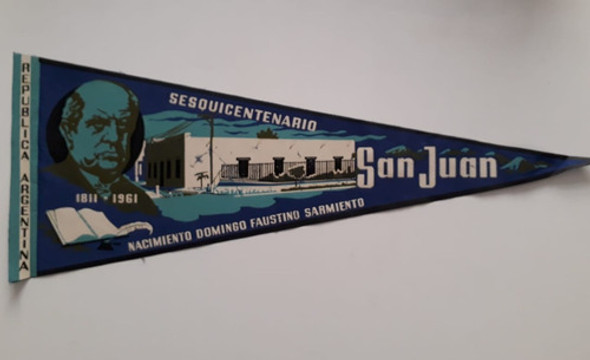 REPUBLICA ARGENTINA
SESQUICENTENARIO
San Juan
1811 • 1961
NACIMIENTO DOMINGO FAUSTINO SARMIENTO